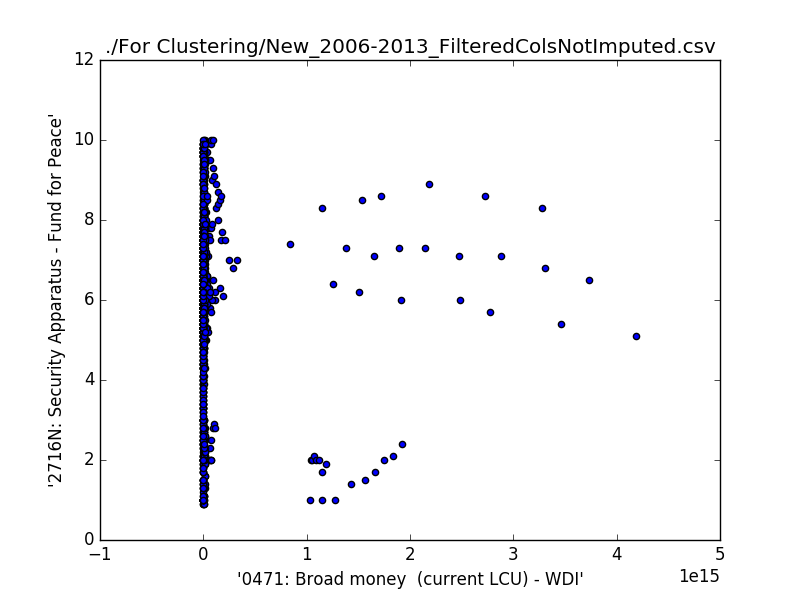 ./For Clustering/New_2006-2013_FilteredColsNotImputed.csv
12
10
8
6
4
2
0
'2716N: Security Apparatus - Fund for Peace'
−1 0 1 2 3 4 5
1e15
'0471: Broad money  (current LCU) - WDI'